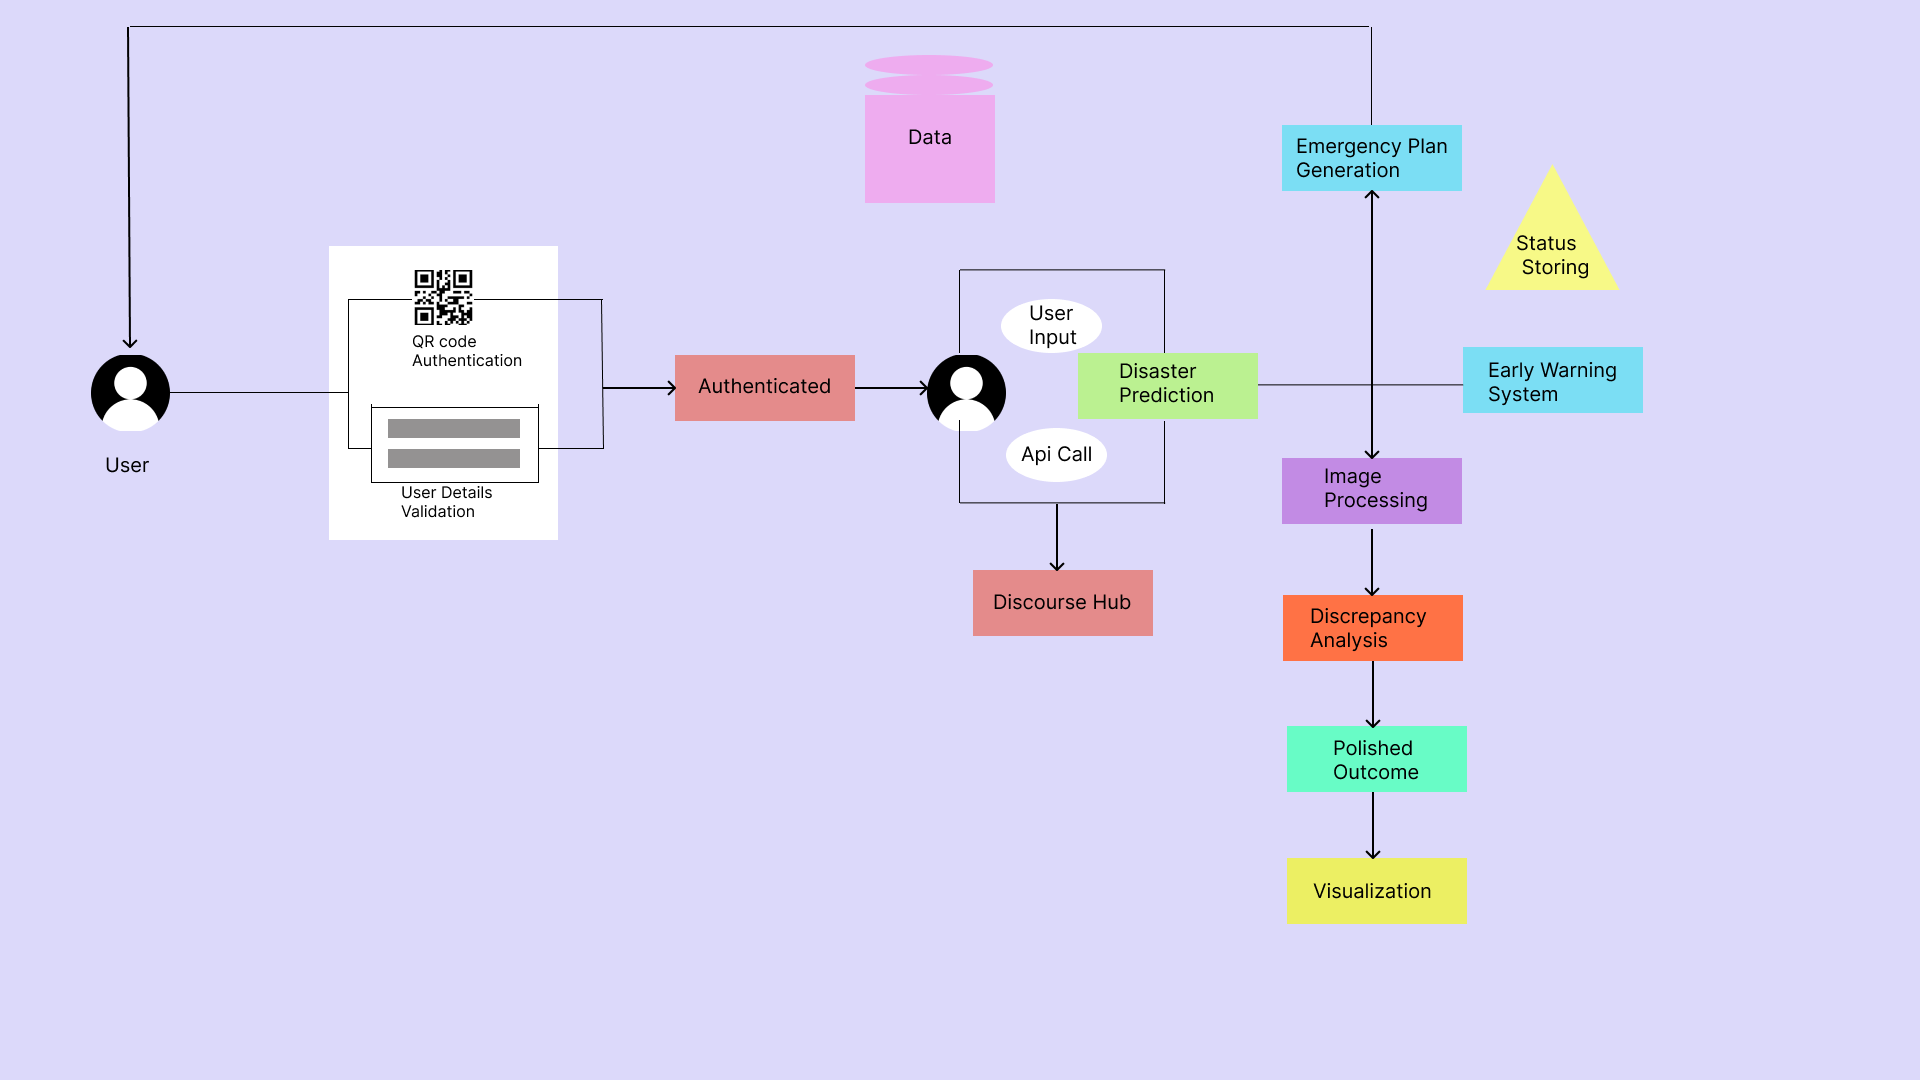 Data
Emergency Plan
Generation
Status
Storing
QR code
Authentication
User
Input
Authenticated
Disaster
Prediction
Early Warning
System
User
Api Call
Image
Processing
User Details
Validation
Discourse Hub
Discrepancy
Analysis
Polished
Outcome
Visualization